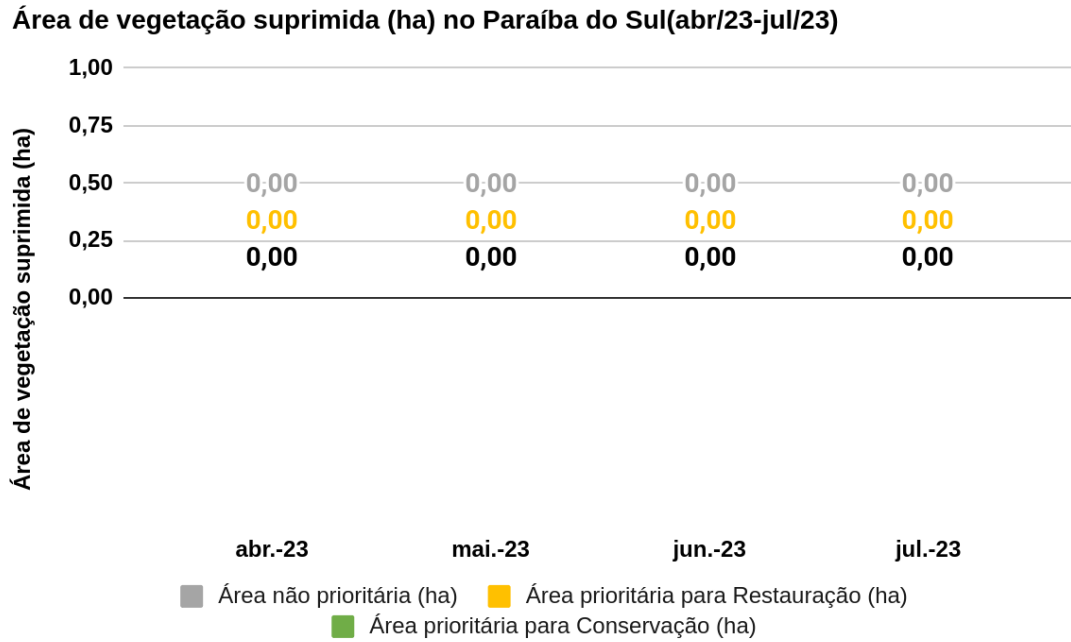 Área de vegetação suprimida (ha) no Paraíba do Sul(abr/23-jul/23)
Área de vegetação suprimida (ha)
1,00
0,75
0,50
0,25
0,00
0,00 0,00 0,00 0,00
0,00 0,00 0,00 0,00
0,00 0,00 0,00 0,00
abr.-23 mai.-23 jun.-23 jul.-23
Área não prioritária (ha) Área prioritária para Restauração (ha)
Área prioritária para Conservação (ha)